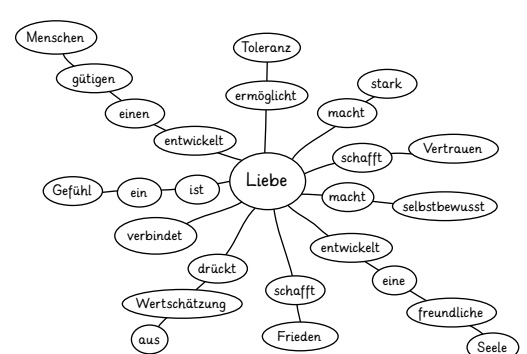 Menschen
gütigen
einen
entwickelt
Toleranz
ermöglicht
stark
macht
schafft
Vertrauen
Liebe
macht
selbstbewusst
Gefühl
ein
ist
verbindet
entwickelt
eine
freundliche
Seele
drückt
Wertschätzung
aus
schafft
Frieden